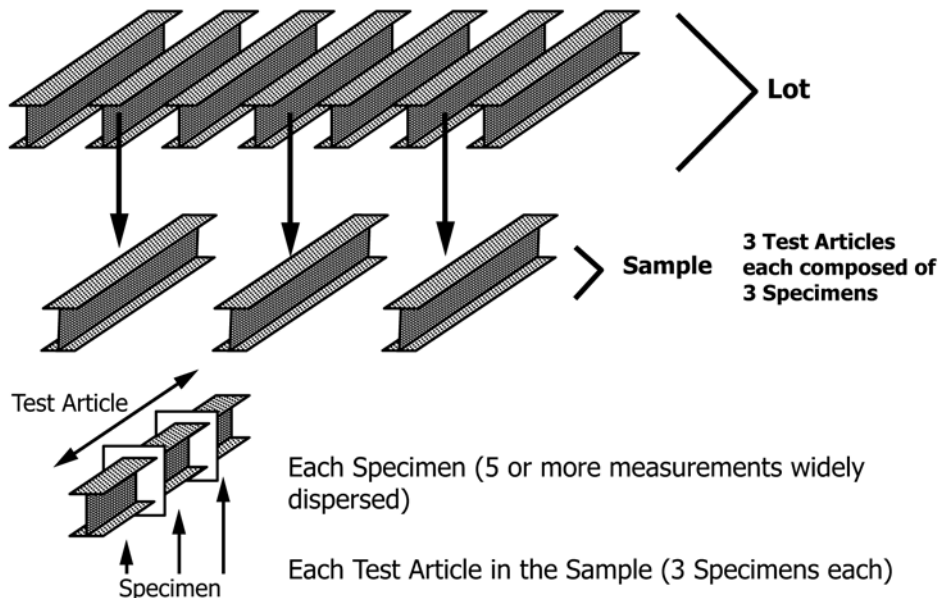 Lot
Sample
3 Test Articles
each composed of
3 Specimens
Test Article
Each Specimen (5 or more measurements widely
dispersed)
Specimen
Each Test Article in the Sample (3 Specimens each)